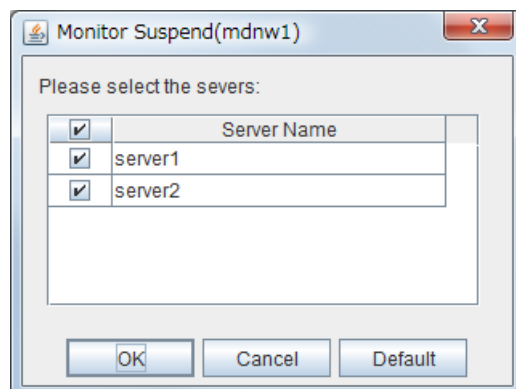 Monitor Suspend(mdnw1)
Please select the severs:
Server Name
server1
server2
OK Cancel Default